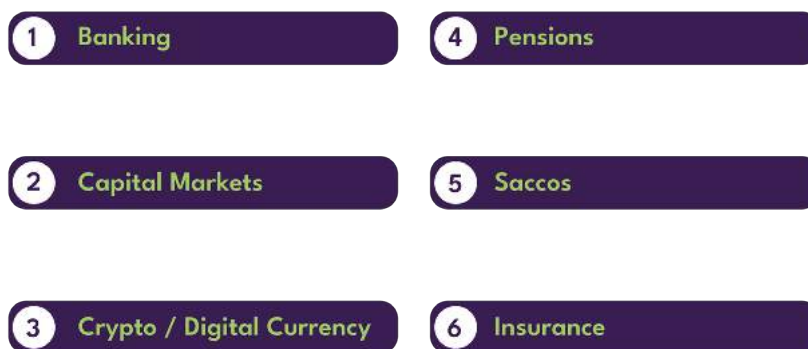 1 Banking
2 Capital Markets
3 Crypto / Digital Currency
4 Pensions
5 Saccos
6 Insurance